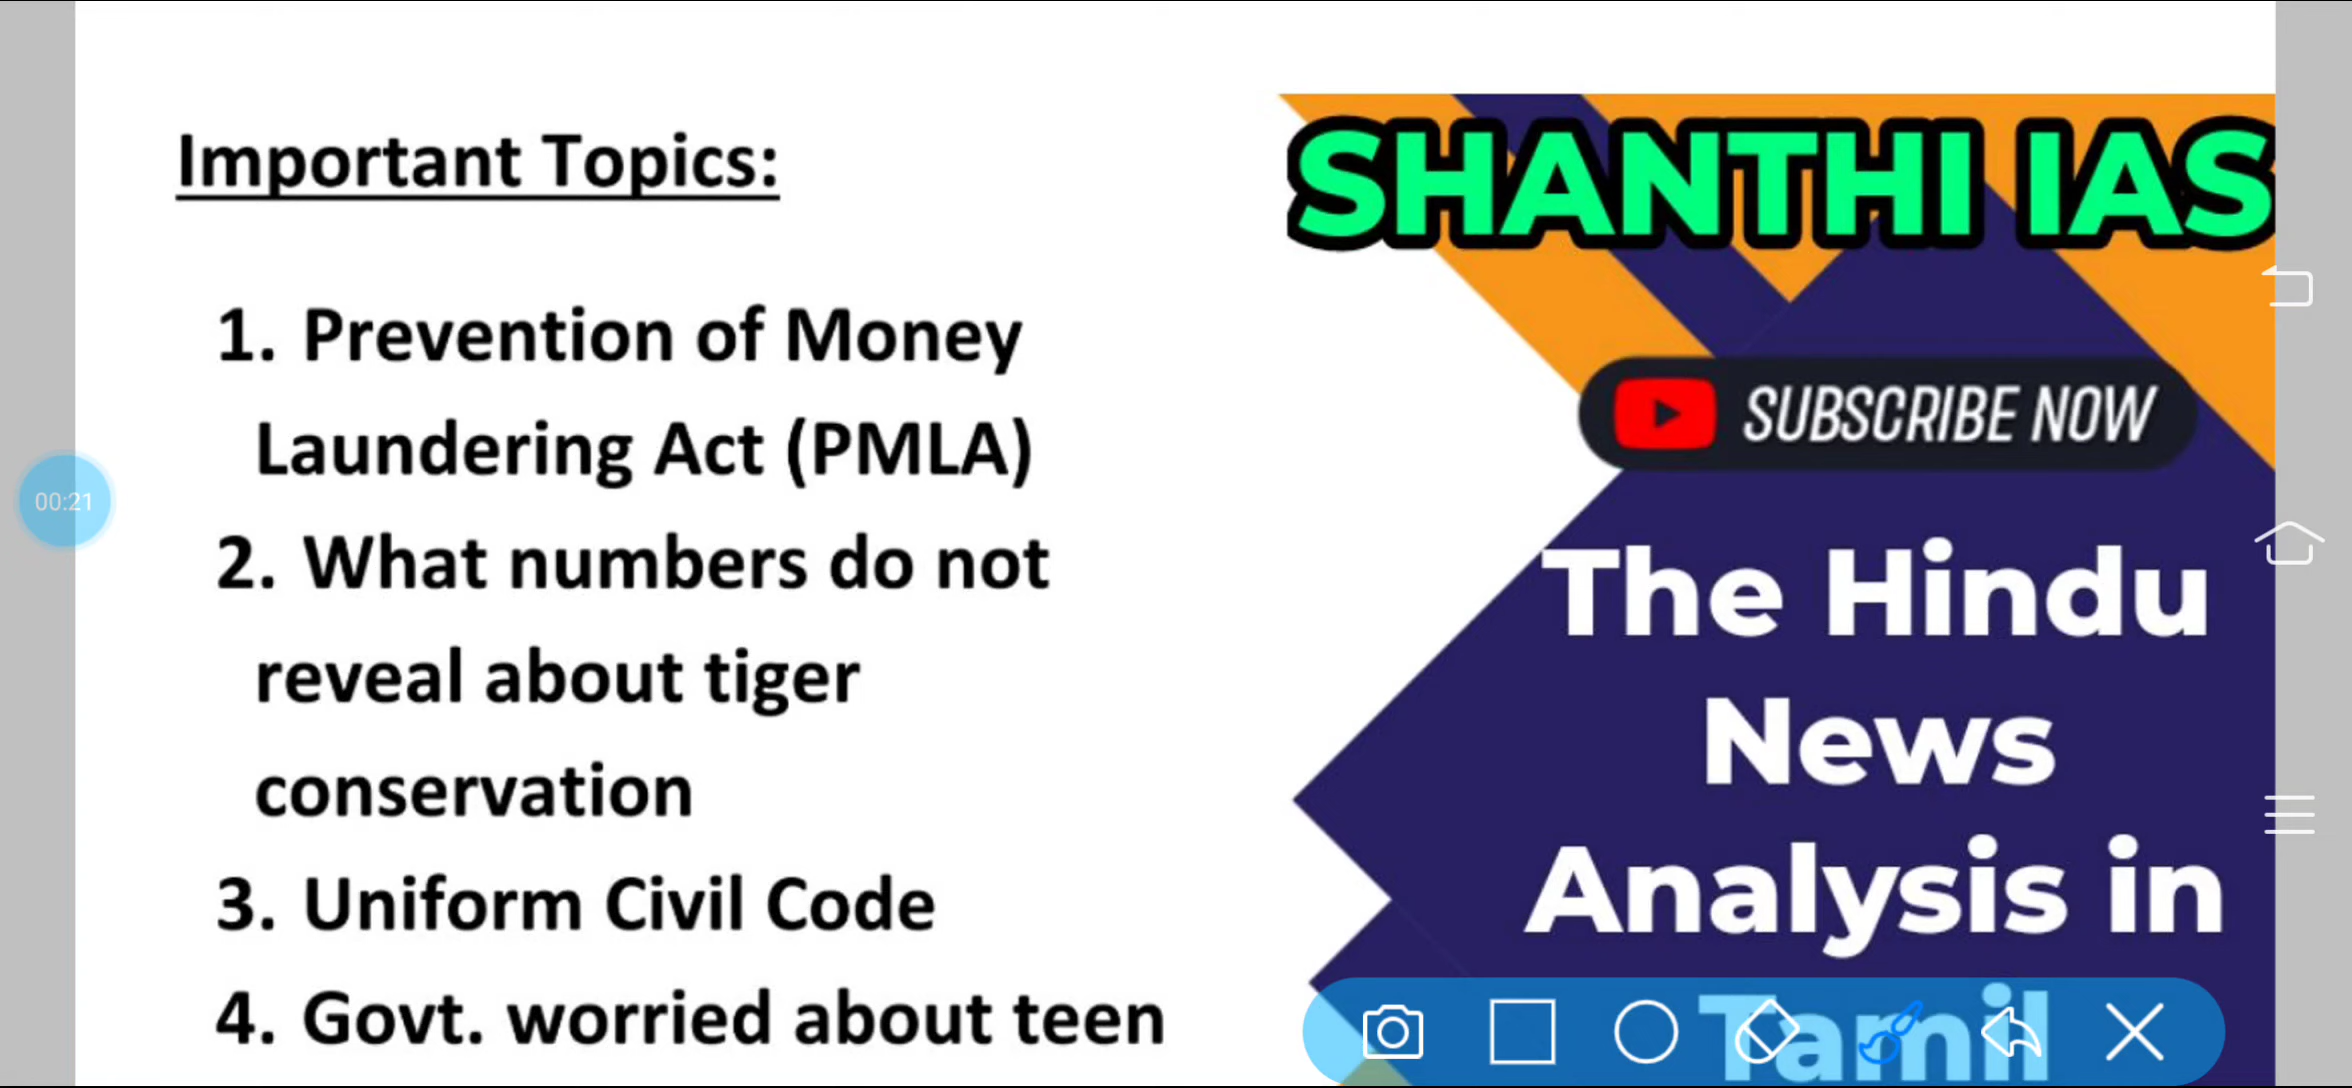 Important Topics:
1. Prevention of Money
Laundering Act (PMLA)
2. What numbers do not
reveal about tiger
conservation
3. Uniform Civil Code
4. Govt. worried about teen
SHANTHI IAS
SUBSCRIBE NOW
The Hindu
News
Analysis in
Tamil
00:21